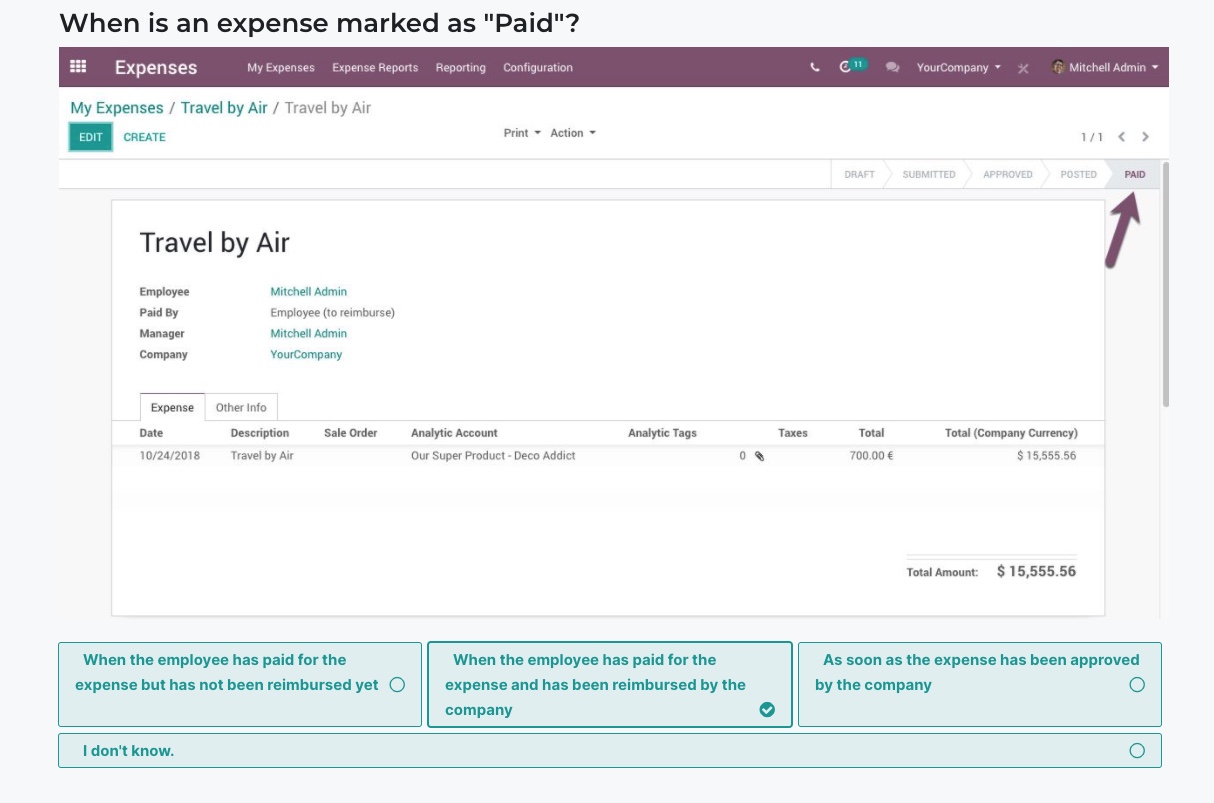 When is an expense marked as "Paid"?
Expenses My Expenses Expense Reports Reporting Configuration 11 YourCompany Mitchell Admin
My Expenses / Travel by Air / Travel by Air
EDIT CREATE Print Action 1 / 1
DRAFT SUBMITTED APPROVED POSTED PAID
Travel by Air
Employee Mitchell Admin
Paid By Employee (to reimburse)
Manager Mitchell Admin
Company YourCompany
Expense Other Info
Date Description Sale Order Analytic Account Analytic Tags Taxes Total Total (Company Currency)
10/24/2018 Travel by Air Our Super Product - Deco Addict 0 700.00 € $ 15,555.56
Total Amount: $ 15,555.56
When the employee has paid for the
expense but has not been reimbursed yet
When the employee has paid for the
expense and has been reimbursed by the
company
As soon as the expense has been approved
by the company
I don't know.